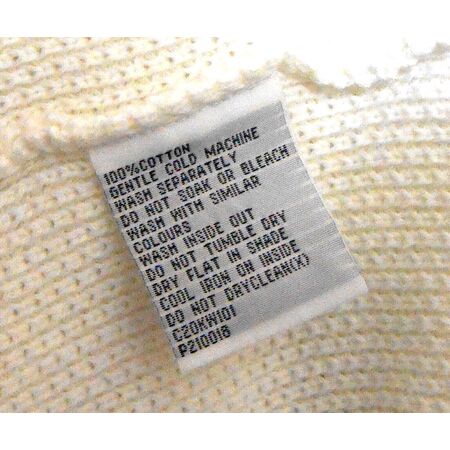 100%COTTON
GENTLE COLD MACHINE
WASH SEPARATELY
DO NOT SOAK OR BLEACH
WASH WITH SIMILAR
COLOURS
WASH INSIDE OUT
DO NOT TUMBLE DRY
DRY FLAT IN SHADE
COOL IRON ON INSIDE
DO NOT DRYCLEAN(X)
C20KW101
P210018